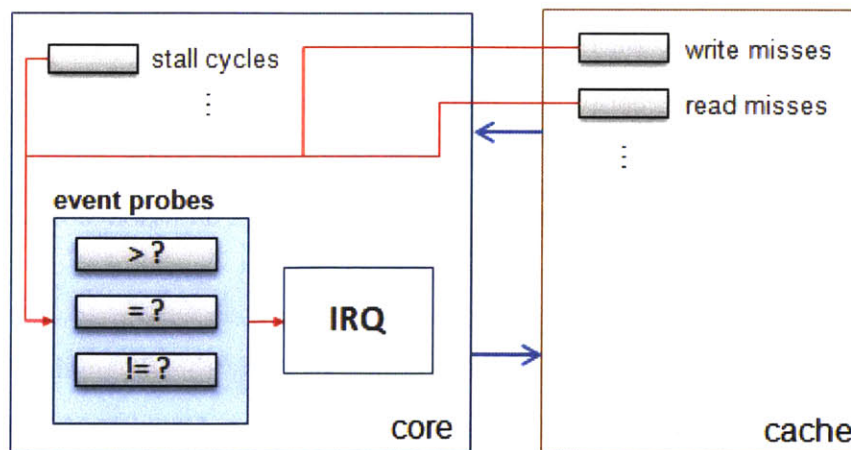 stall cycles
⋮
write misses
read misses
⋮
event probes
> ?
= ?
!= ?
IRQ
core
cache